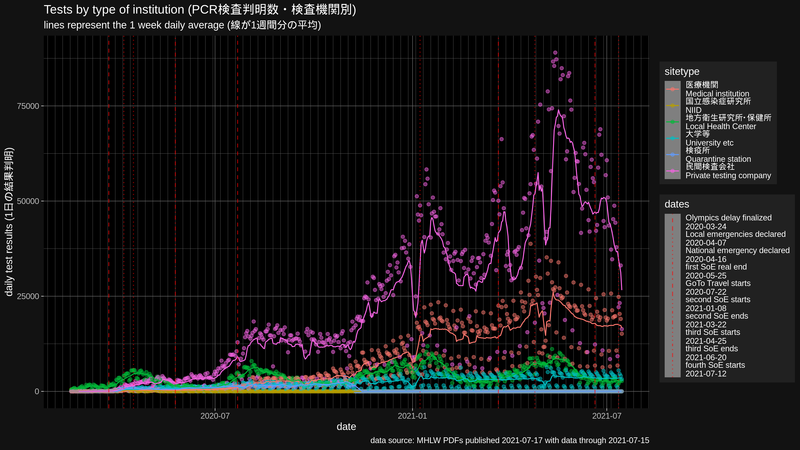 Tests by type of institution (PCR検査判明数・検査機関別)
lines represent the 1 week daily average (線が1週間分の平均)
daily test results (1日の結果判明)
75000
50000
25000
0
2020-07
2021-01
2021-07
date
sitetype
医療機関
Medical institution
国立感染症研究所
NIID
地方衛生研究所･保健所
Local Health Center
大学等
University etc
検疫所
Quarantine station
民間検査会社
Private testing company
dates
Olympics delay finalized
2020-03-24
Local emergencies declared
2020-04-07
National emergency declared
2020-04-16
first SoE real end
2020-05-25
GoTo Travel starts
2020-07-22
second SoE starts
2021-01-08
second SoE ends
2021-03-22
third SoE starts
2021-04-25
third SoE ends
2021-06-20
fourth SoE starts
2021-07-12
data source: MHLW PDFs published 2021-07-17 with data through 2021-07-15